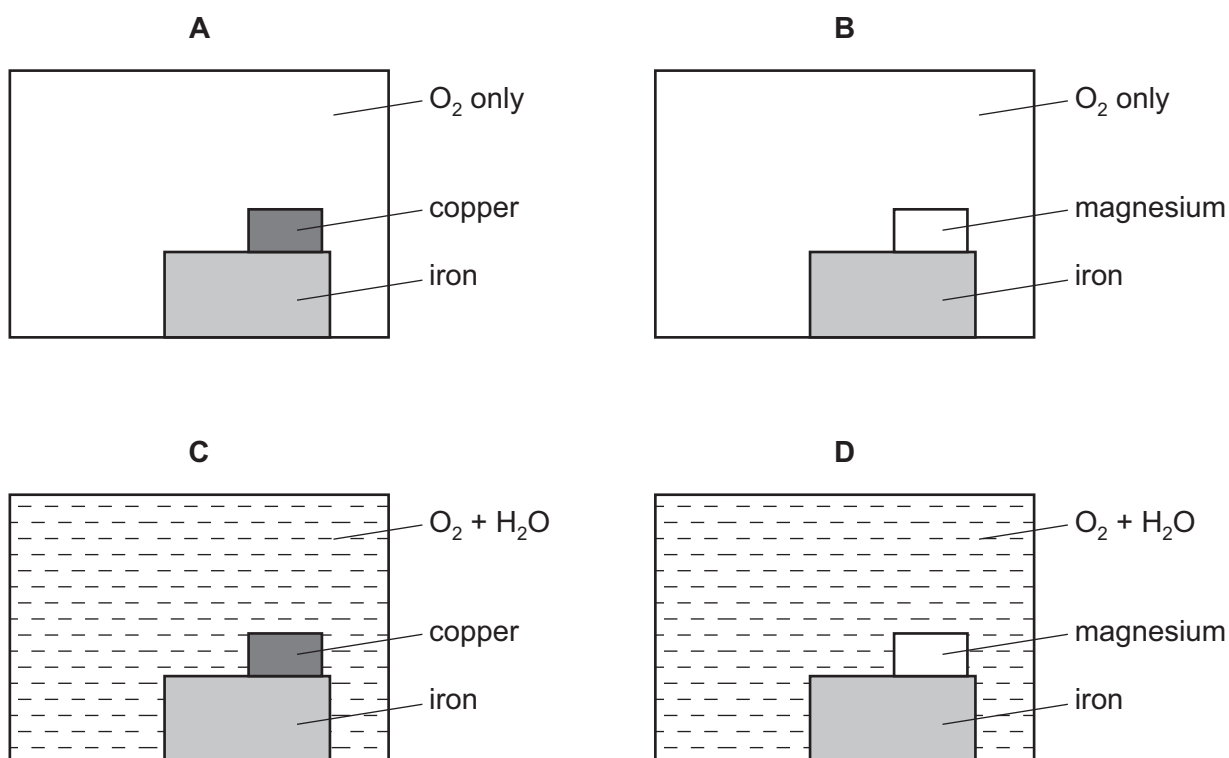 A
O₂ only
copper
iron
B
O₂ only
magnesium
iron
C
O₂ + H₂O
copper
iron
D
O₂ + H₂O
magnesium
iron